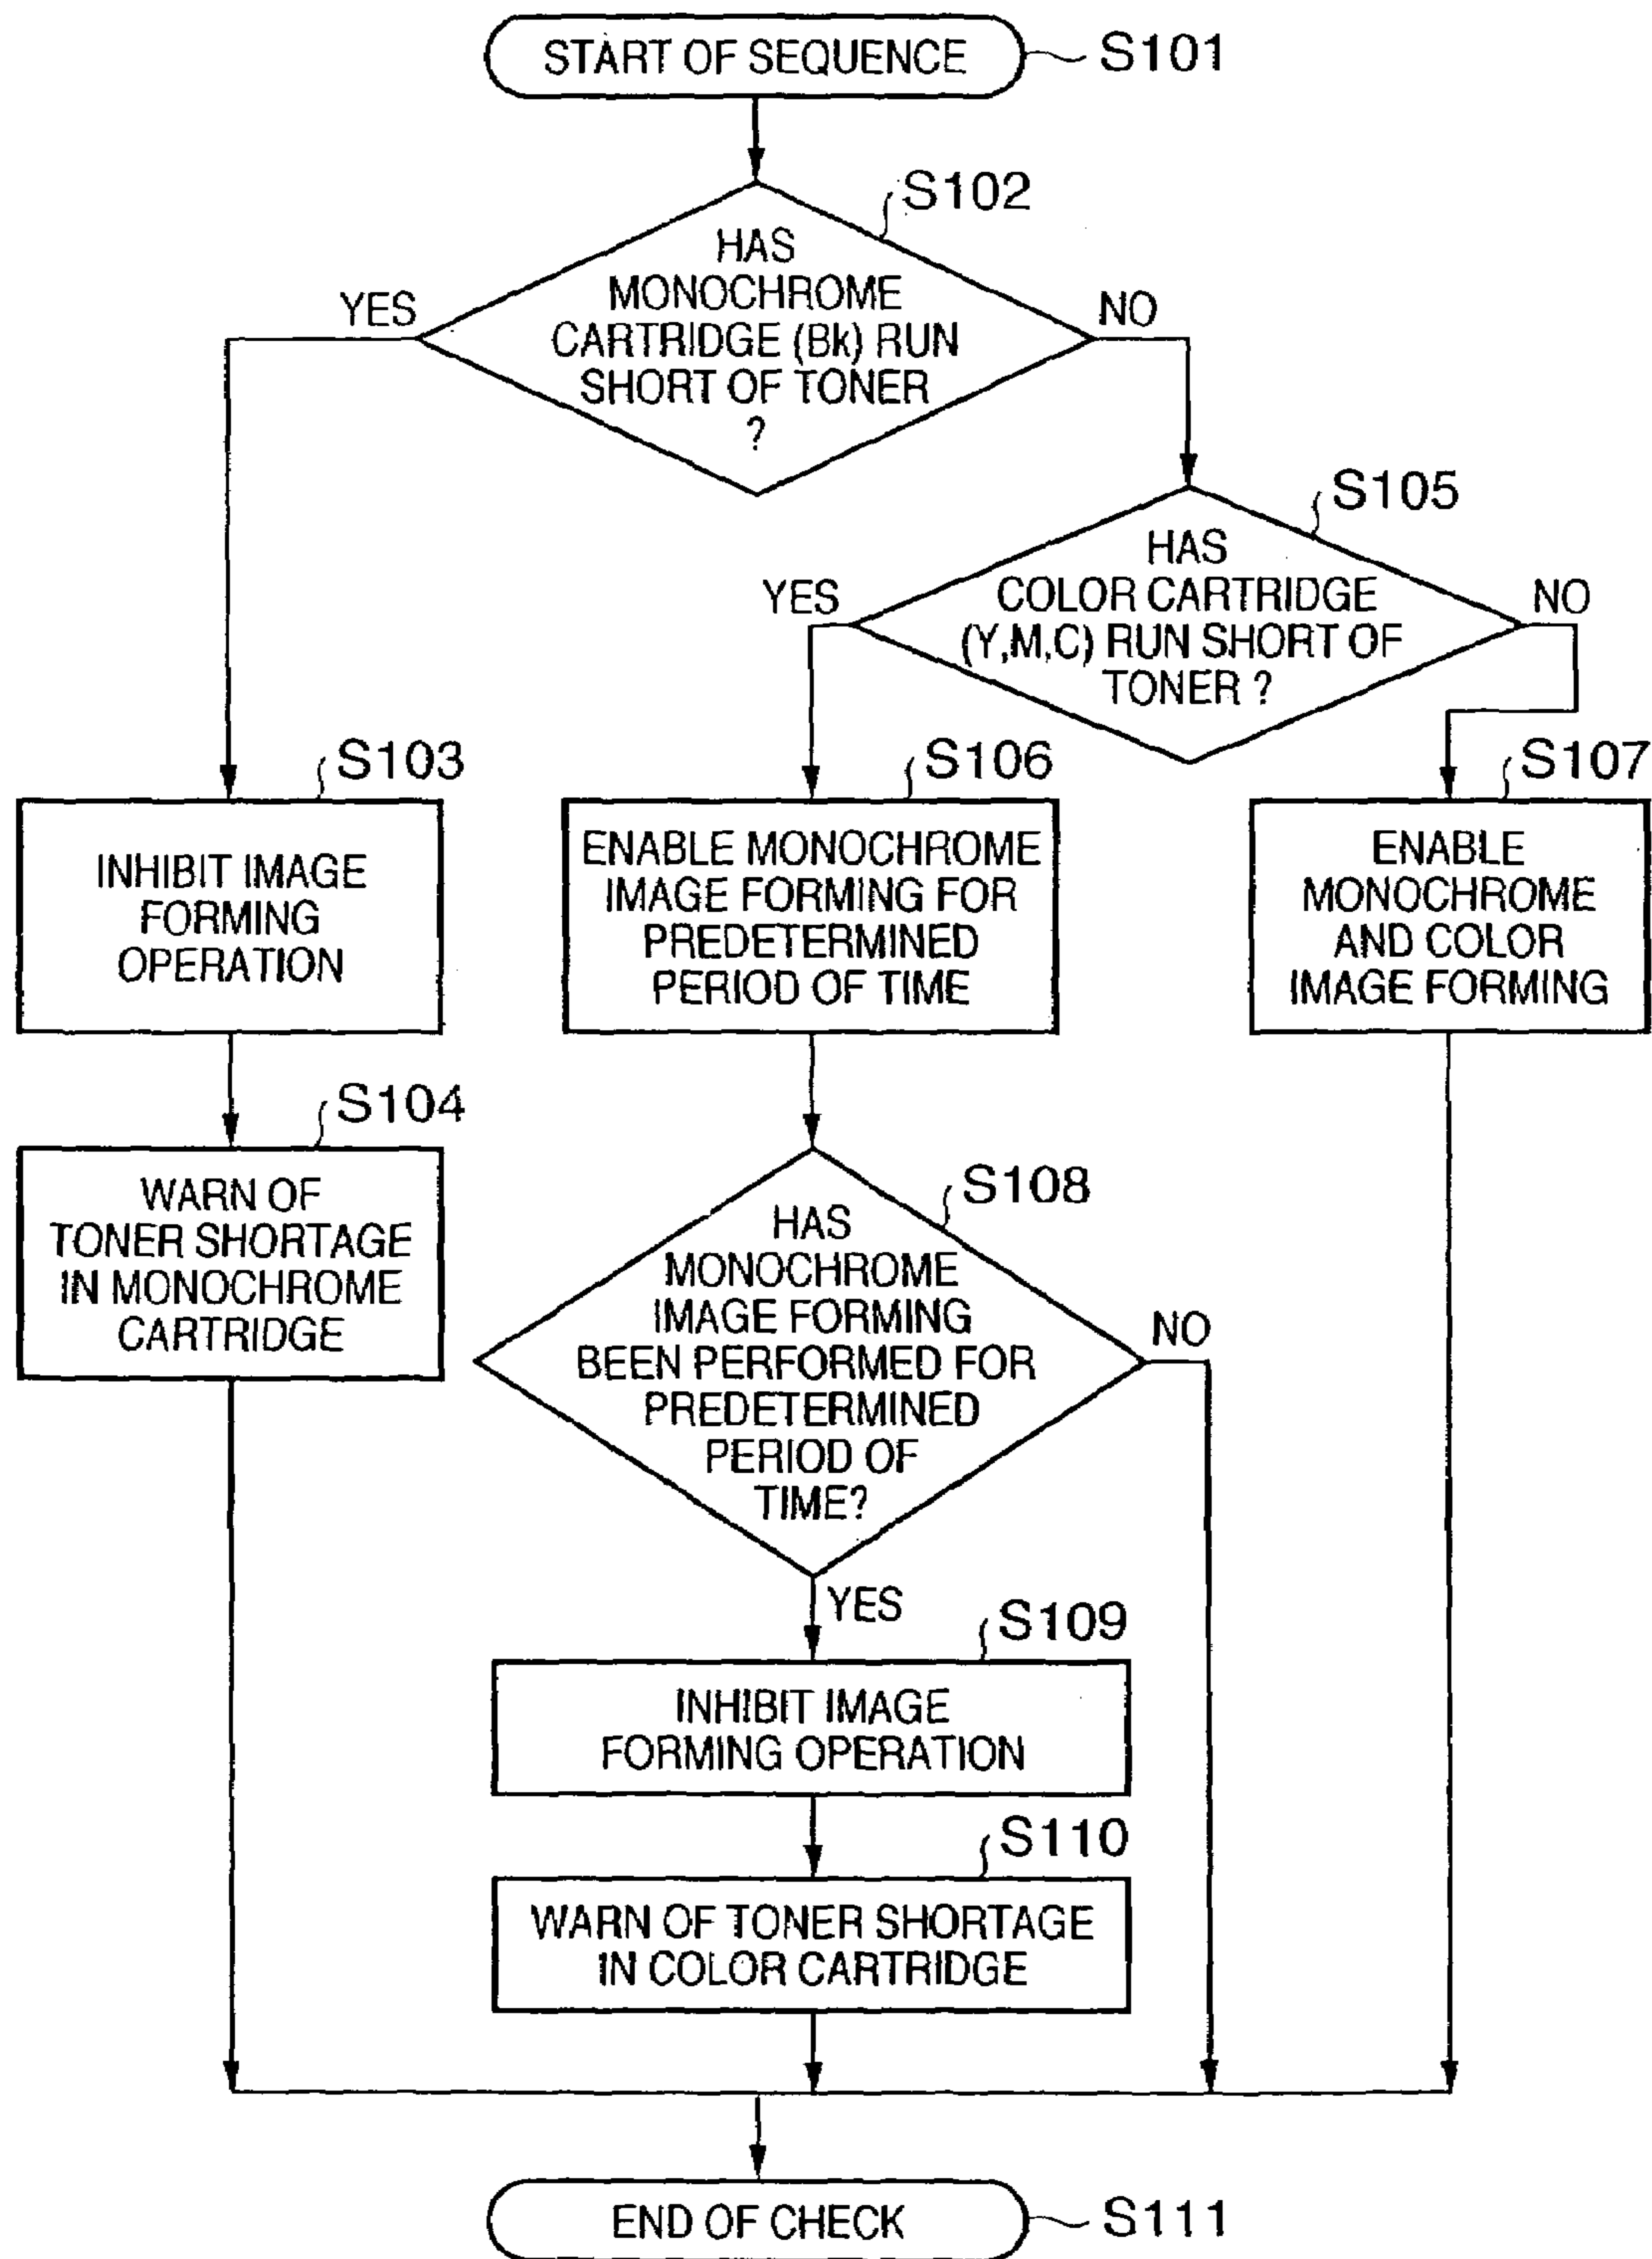 START OF SEQUENCE
S101
S102
HAS
MONOCHROME
CARTRIDGE (Bk) RUN
SHORT OF TONER
?
YES
NO
S105
HAS
COLOR CARTRIDGE
(Y,M,C) RUN SHORT OF
TONER ?
YES
NO
S103
INHIBIT IMAGE
FORMING
OPERATION
S106
ENABLE MONOCHROME
IMAGE FORMING FOR
PREDETERMINED
PERIOD OF TIME
S107
ENABLE
MONOCHROME
AND COLOR
IMAGE FORMING
S104
WARN OF
TONER SHORTAGE
IN MONOCHROME
CARTRIDGE
S108
HAS
MONOCHROME
IMAGE FORMING
BEEN PERFORMED FOR
PREDETERMINED
PERIOD OF
TIME?
NO
YES
S109
INHIBIT IMAGE
FORMING OPERATION
S110
WARN OF TONER SHORTAGE
IN COLOR CARTRIDGE
END OF CHECK
S111